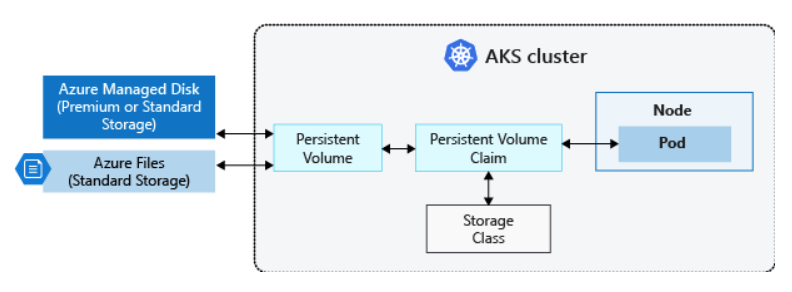 AKS cluster
Azure Managed Disk
(Premium or Standard
Storage)
Azure Files
(Standard Storage)
Persistent
Volume
Persistent Volume
Claim
Node
Pod
Storage
Class